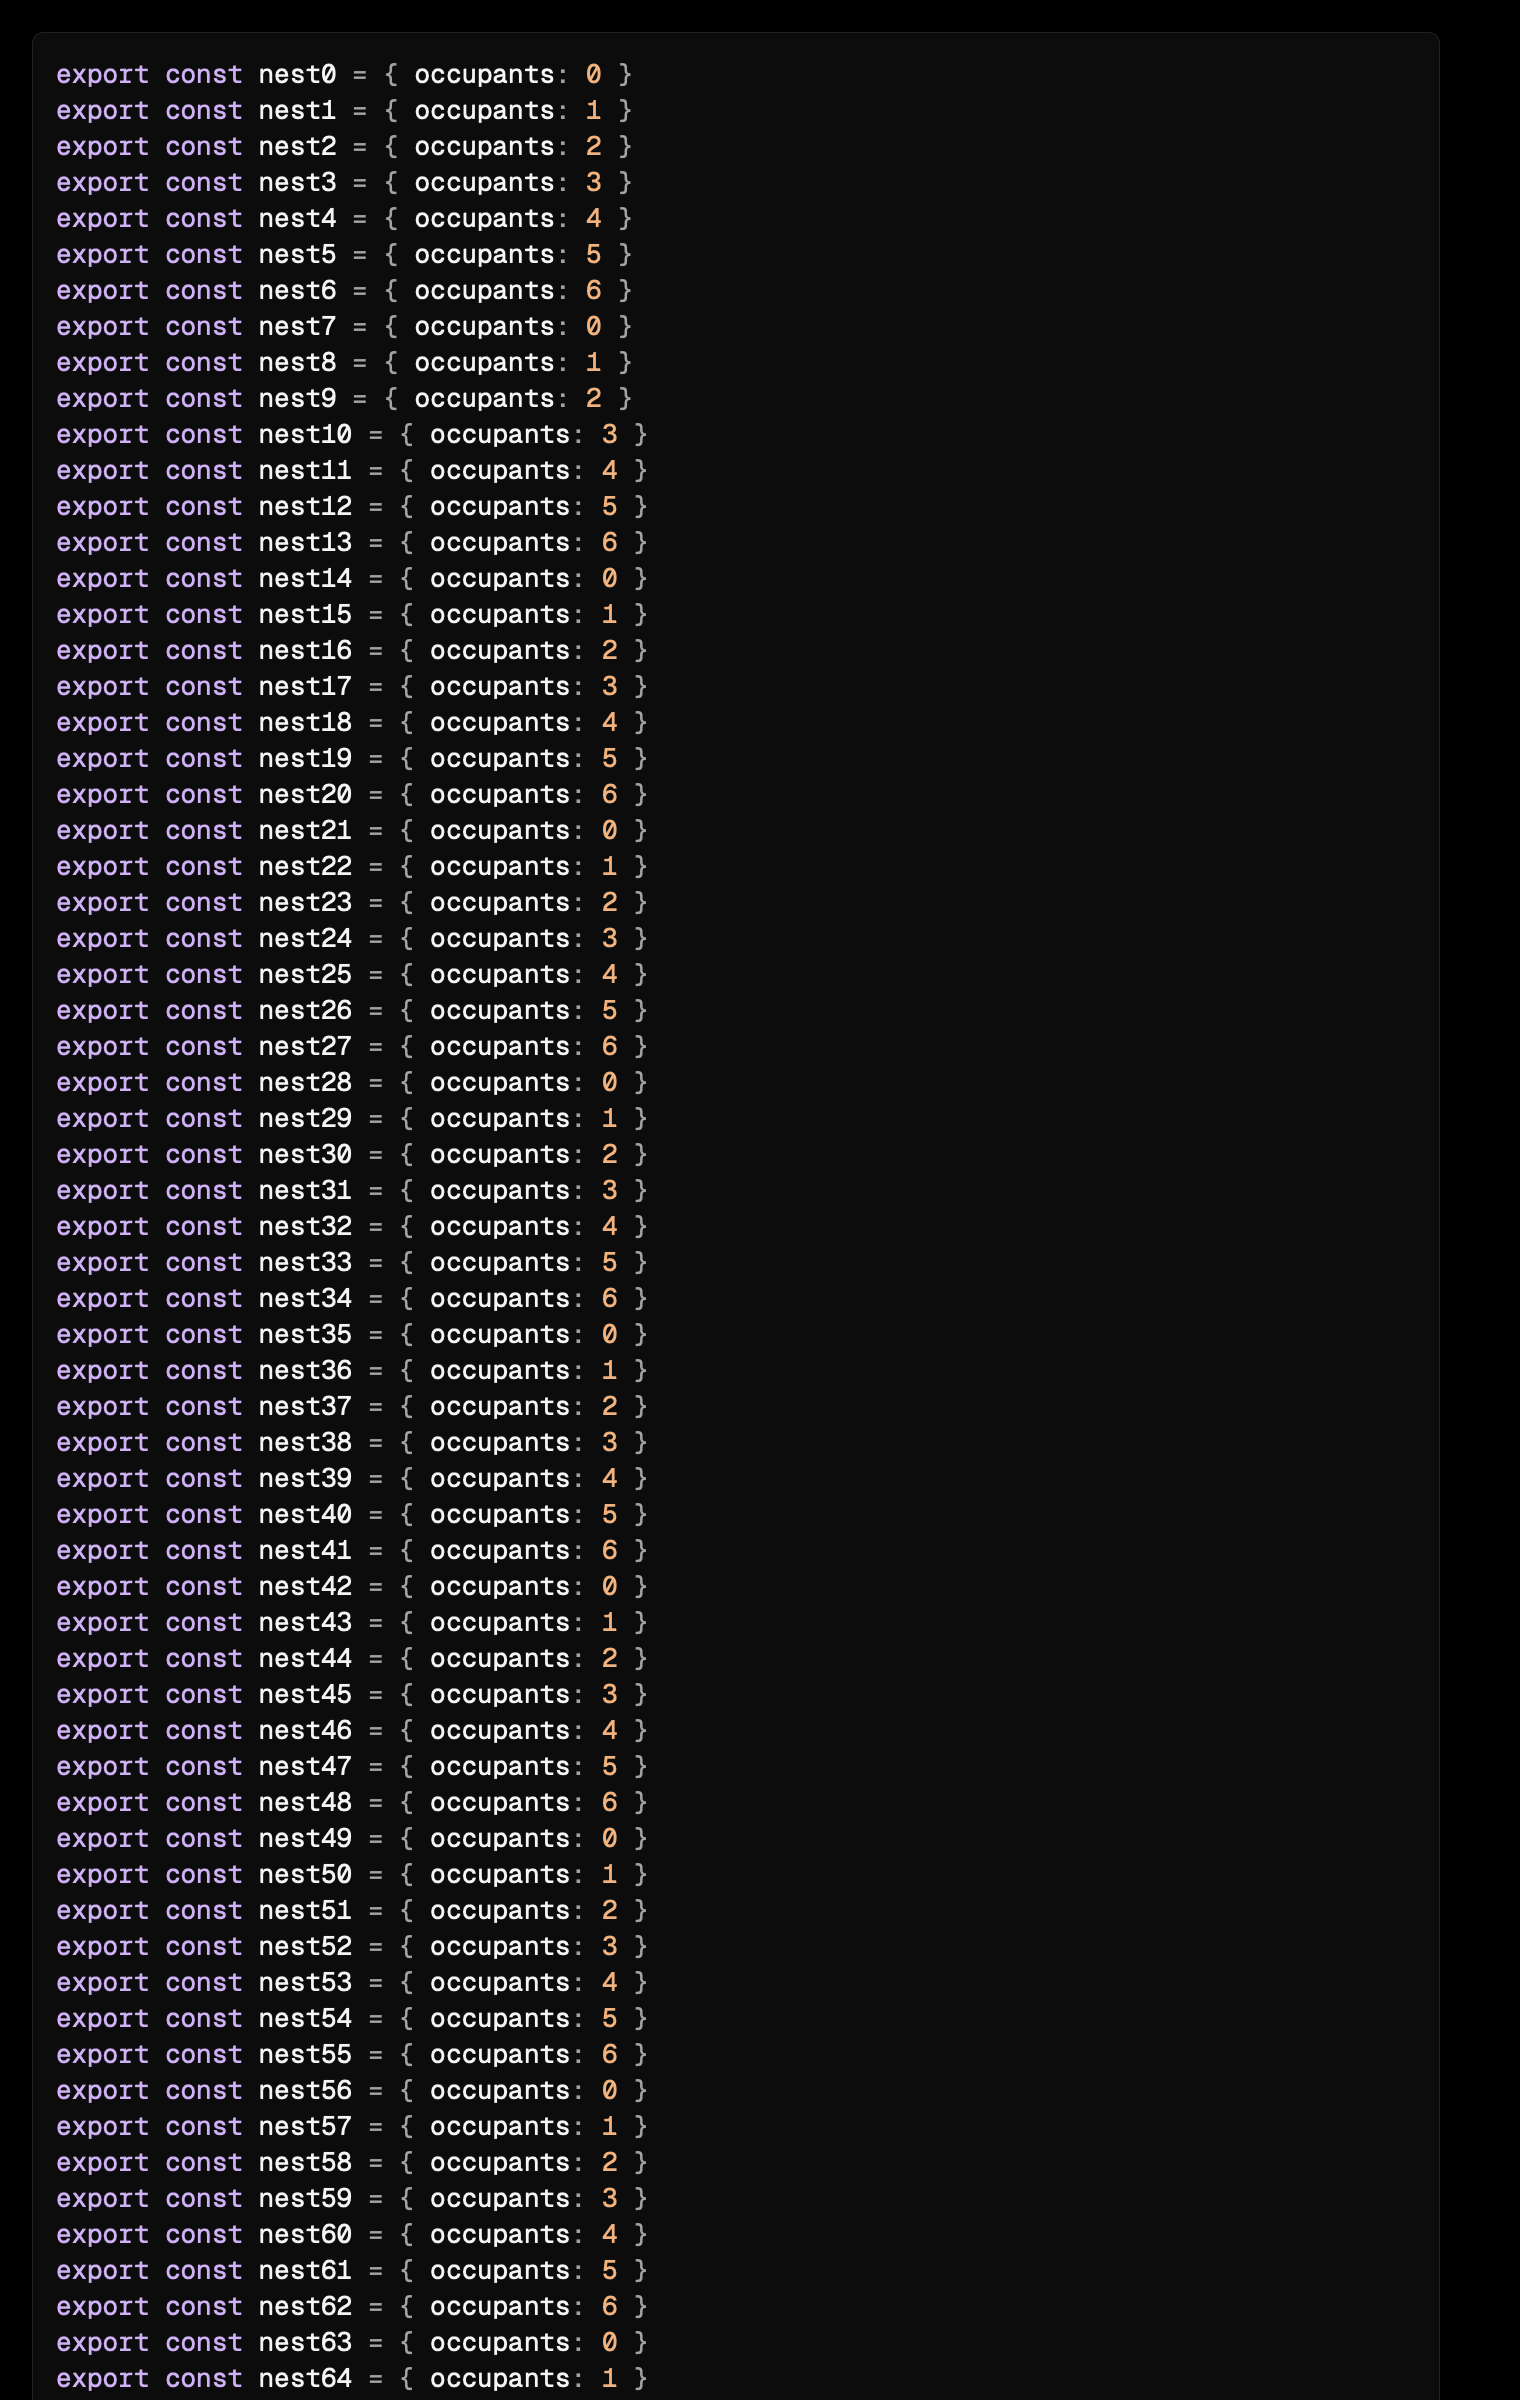 export const nest0 = { occupants: 0 }
export const nest1 = { occupants: 1 }
export const nest2 = { occupants: 2 }
export const nest3 = { occupants: 3 }
export const nest4 = { occupants: 4 }
export const nest5 = { occupants: 5 }
export const nest6 = { occupants: 6 }
export const nest7 = { occupants: 0 }
export const nest8 = { occupants: 1 }
export const nest9 = { occupants: 2 }
export const nest10 = { occupants: 3 }
export const nest11 = { occupants: 4 }
export const nest12 = { occupants: 5 }
export const nest13 = { occupants: 6 }
export const nest14 = { occupants: 0 }
export const nest15 = { occupants: 1 }
export const nest16 = { occupants: 2 }
export const nest17 = { occupants: 3 }
export const nest18 = { occupants: 4 }
export const nest19 = { occupants: 5 }
export const nest20 = { occupants: 6 }
export const nest21 = { occupants: 0 }
export const nest22 = { occupants: 1 }
export const nest23 = { occupants: 2 }
export const nest24 = { occupants: 3 }
export const nest25 = { occupants: 4 }
export const nest26 = { occupants: 5 }
export const nest27 = { occupants: 6 }
export const nest28 = { occupants: 0 }
export const nest29 = { occupants: 1 }
export const nest30 = { occupants: 2 }
export const nest31 = { occupants: 3 }
export const nest32 = { occupants: 4 }
export const nest33 = { occupants: 5 }
export const nest34 = { occupants: 6 }
export const nest35 = { occupants: 0 }
export const nest36 = { occupants: 1 }
export const nest37 = { occupants: 2 }
export const nest38 = { occupants: 3 }
export const nest39 = { occupants: 4 }
export const nest40 = { occupants: 5 }
export const nest41 = { occupants: 6 }
export const nest42 = { occupants: 0 }
export const nest43 = { occupants: 1 }
export const nest44 = { occupants: 2 }
export const nest45 = { occupants: 3 }
export const nest46 = { occupants: 4 }
export const nest47 = { occupants: 5 }
export const nest48 = { occupants: 6 }
export const nest49 = { occupants: 0 }
export const nest50 = { occupants: 1 }
export const nest51 = { occupants: 2 }
export const nest52 = { occupants: 3 }
export const nest53 = { occupants: 4 }
export const nest54 = { occupants: 5 }
export const nest55 = { occupants: 6 }
export const nest56 = { occupants: 0 }
export const nest57 = { occupants: 1 }
export const nest58 = { occupants: 2 }
export const nest59 = { occupants: 3 }
export const nest60 = { occupants: 4 }
export const nest61 = { occupants: 5 }
export const nest62 = { occupants: 6 }
export const nest63 = { occupants: 0 }
export const nest64 = { occupants: 1 }